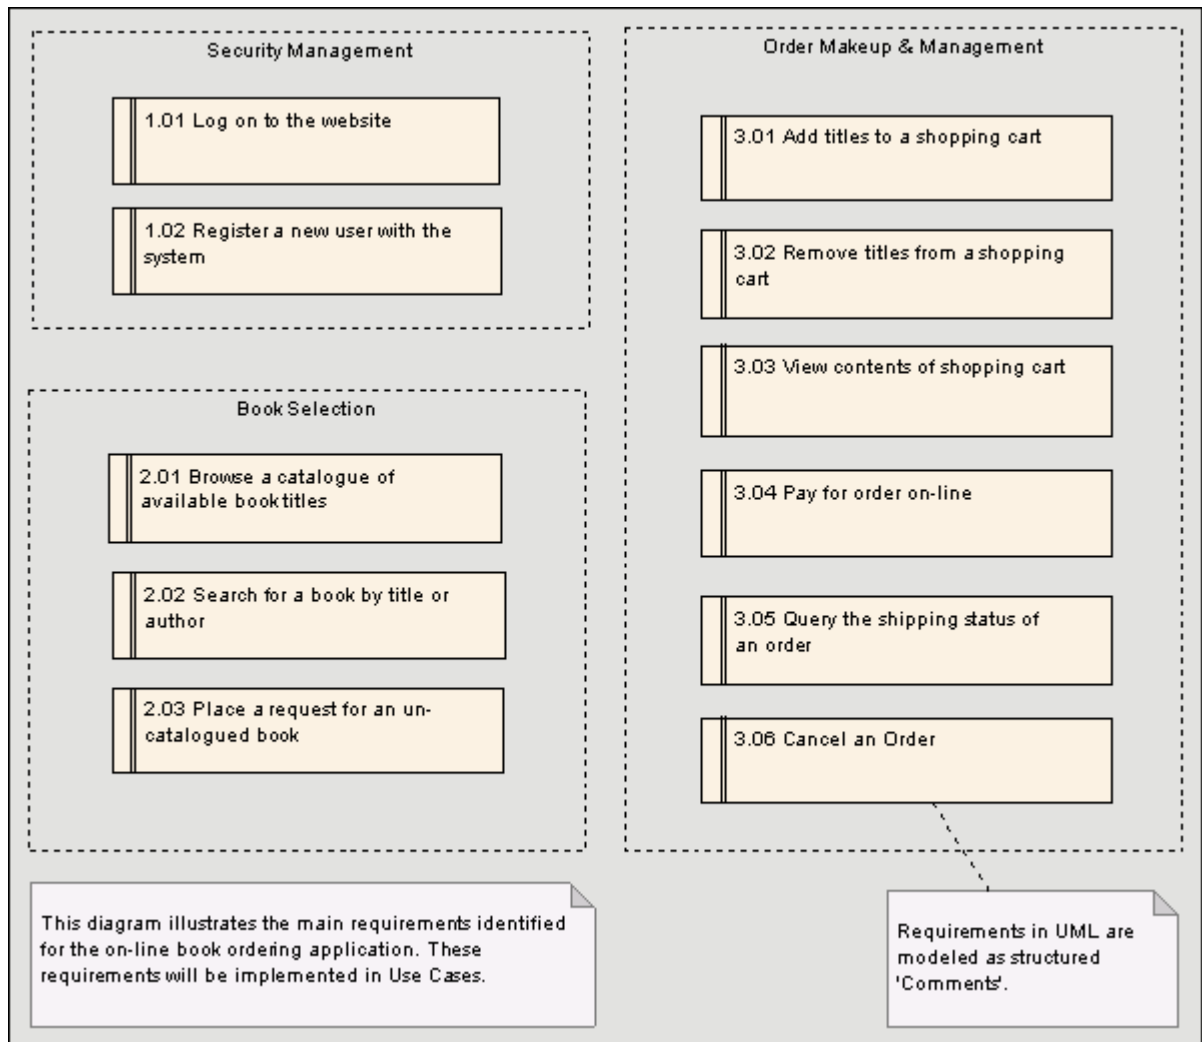 Security Management
1.01 Log on to the website
1.02 Register a new user with the
system
Book Selection
2.01 Browse a catalogue of
available book titles
2.02 Search for a book by title or
author
2.03 Place a request for an un-
catalogued book
Order Makeup & Management
3.01 Add titles to a shopping cart
3.02 Remove titles from a shopping
cart
3.03 View contents of shopping cart
3.04 Pay for order on-line
3.05 Query the shipping status of
an order
3.06 Cancel an Order
This diagram illustrates the main requirements identified
for the on-line book ordering application. These
requirements will be implemented in Use Cases.
Requirements in UML are
modeled as structured
'Comments'.